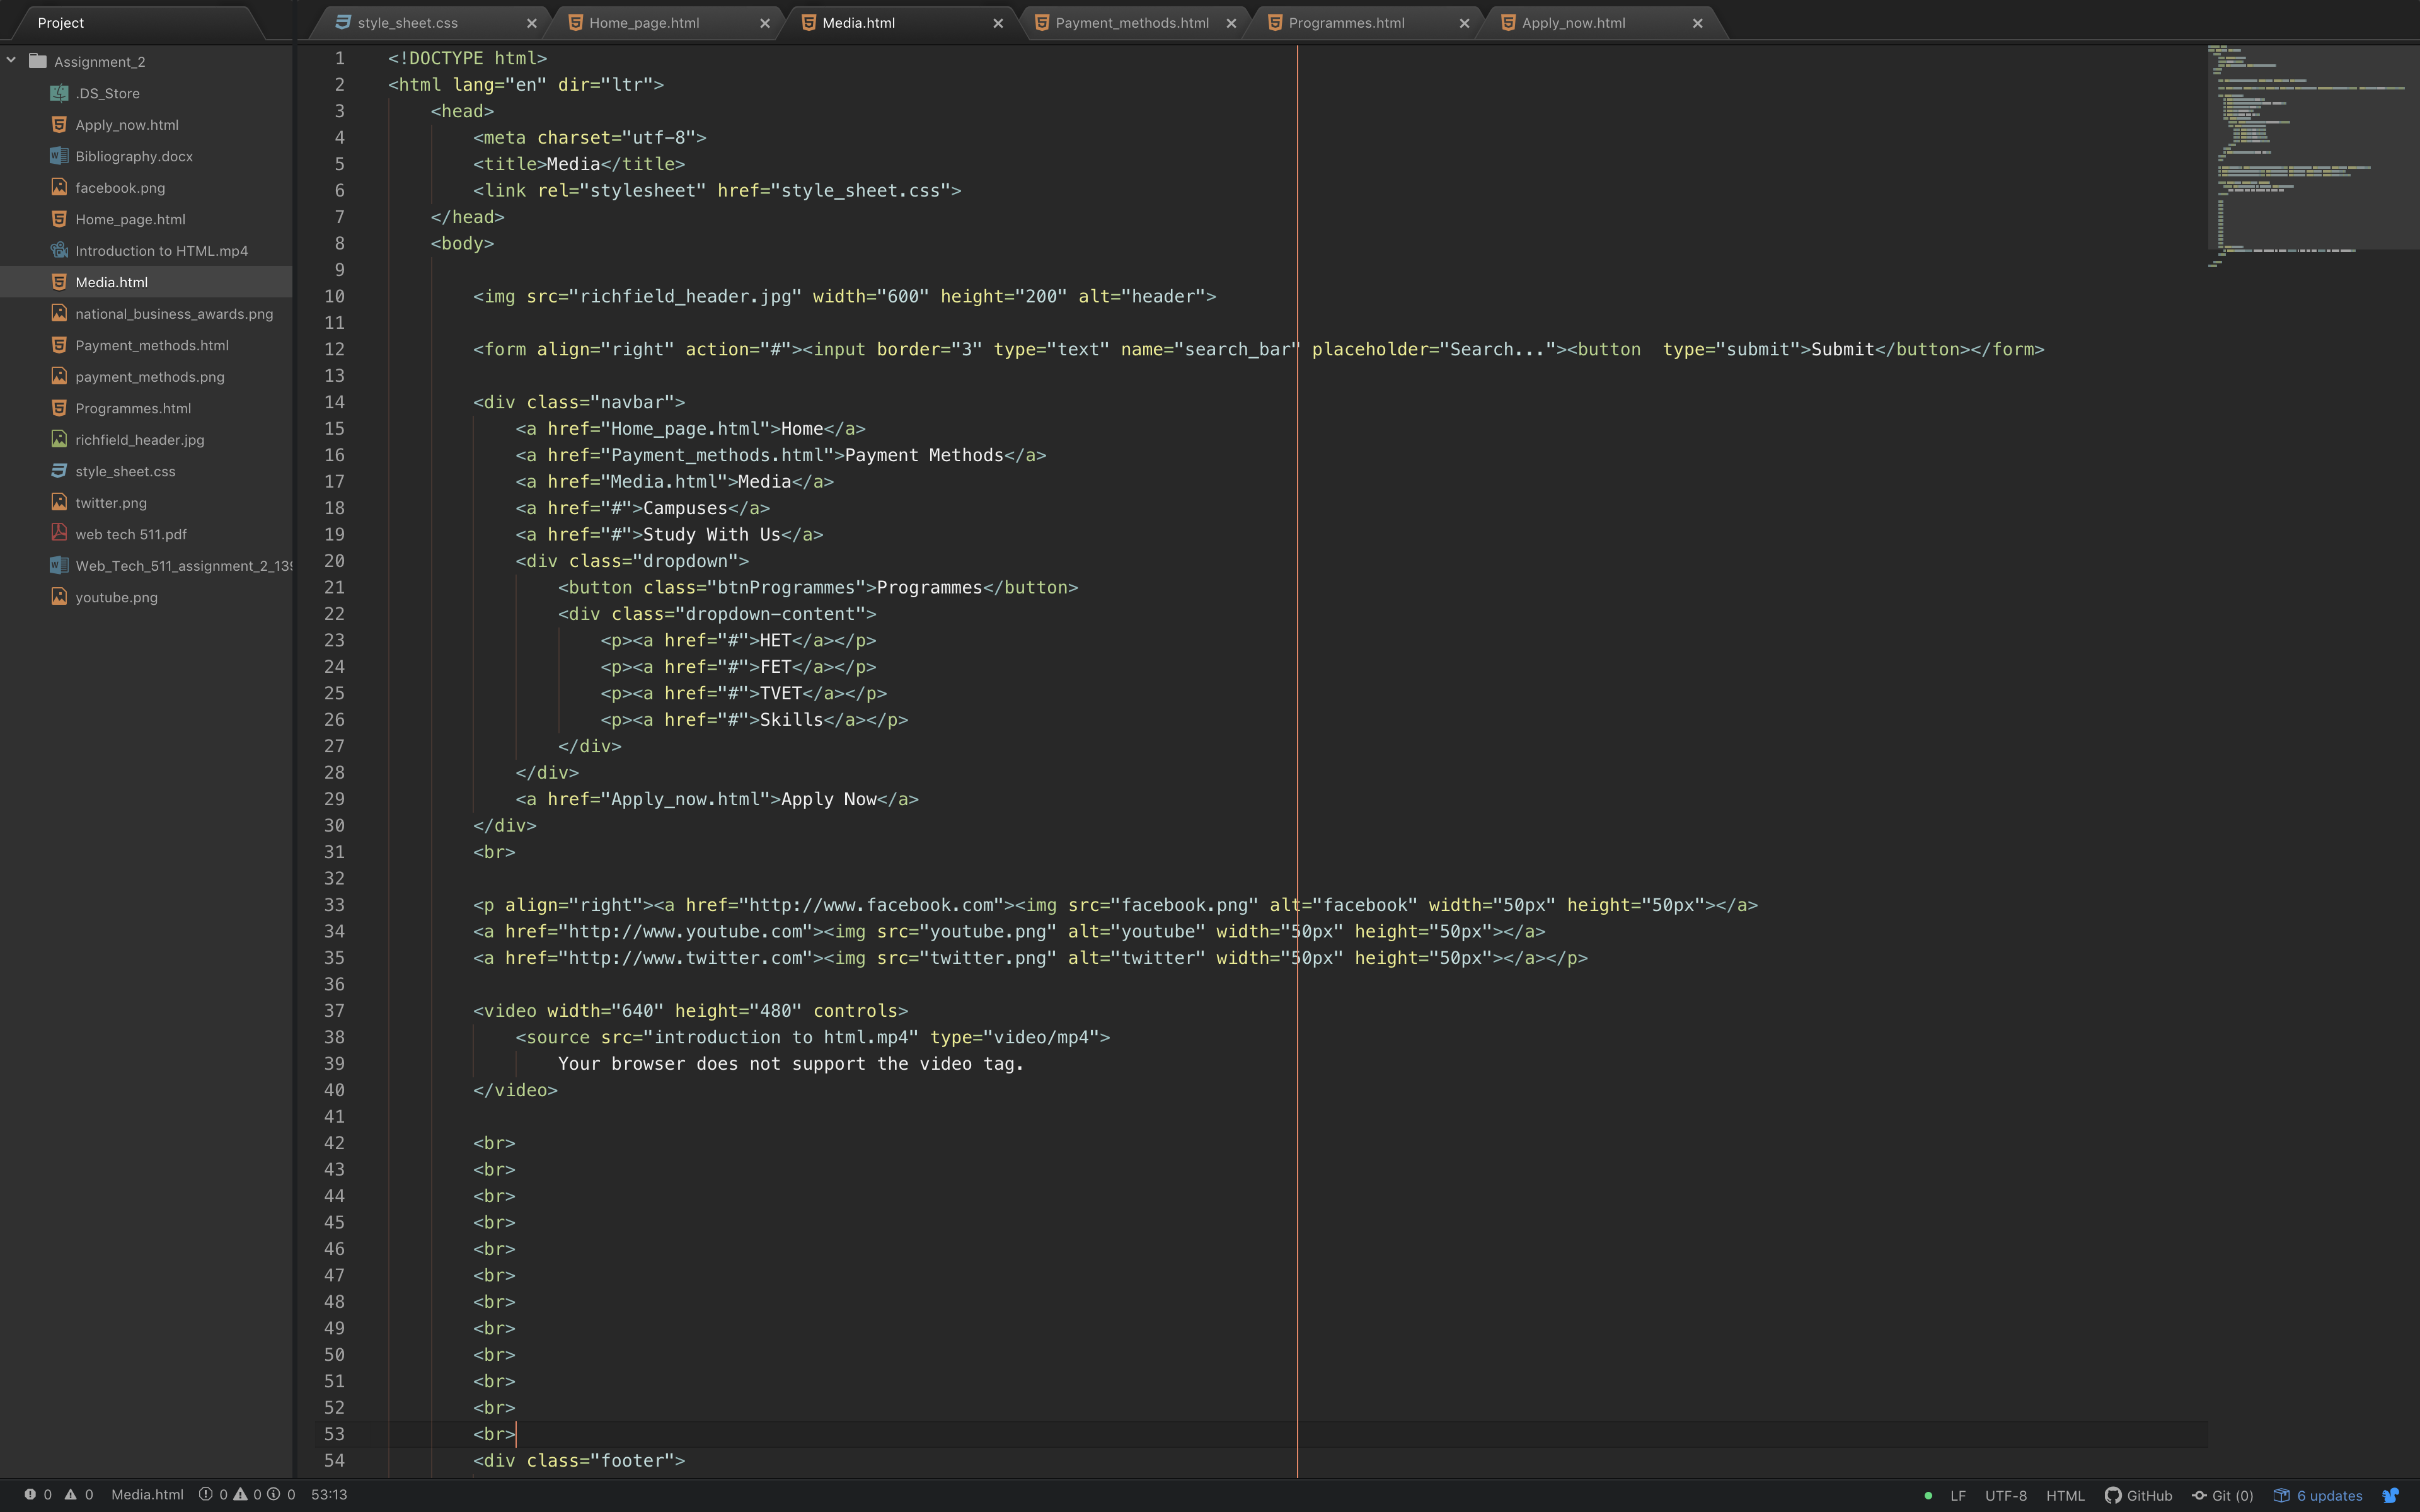 Project
style_sheet.css
Home_page.html
Media.html
Payment_methods.html
Programmes.html
Apply_now.html
Assignment_2
.DS_Store
Apply_now.html
Bibliography.docx
facebook.png
Home_page.html
Introduction to HTML.mp4
Media.html
national_business_awards.png
Payment_methods.html
payment_methods.png
Programmes.html
richfield_header.jpg
style_sheet.css
twitter.png
web tech 511.pdf
Web_Tech_511_assignment_2_139
youtube.png
1 <!DOCTYPE html>
2 <html lang="en" dir="ltr">
3 <head>
4 <meta charset="utf-8">
5 <title>Media</title>
6 <link rel="stylesheet" href="style_sheet.css">
7 </head>
8 <body>
9
10 <img src="richfield_header.jpg" width="600" height="200" alt="header">
11
12 <form align="right" action="#"><input border="3" type="text" name="search_bar" placeholder="Search..."><button  type="submit">Submit</button></form>
13
14 <div class="navbar">
15 <a href="Home_page.html">Home</a>
16 <a href="Payment_methods.html">Payment Methods</a>
17 <a href="Media.html">Media</a>
18 <a href="#">Campuses</a>
19 <a href="#">Study With Us</a>
20 <div class="dropdown">
21 <button class="btnProgrammes">Programmes</button>
22 <div class="dropdown-content">
23 <p><a href="#">HET</a></p>
24 <p><a href="#">FET</a></p>
25 <p><a href="#">TVET</a></p>
26 <p><a href="#">Skills</a></p>
27 </div>
28 </div>
29 <a href="Apply_now.html">Apply Now</a>
30 </div>
31 <br>
32
33 <p align="right"><a href="http://www.facebook.com"><img src="facebook.png" alt="facebook" width="50px" height="50px"></a>
34 <a href="http://www.youtube.com"><img src="youtube.png" alt="youtube" width="50px" height="50px"></a>
35 <a href="http://www.twitter.com"><img src="twitter.png" alt="twitter" width="50px" height="50px"></a></p>
36
37 <video width="640" height="480" controls>
38 <source src="introduction to html.mp4" type="video/mp4">
39 Your browser does not support the video tag.
40 </video>
41
42 <br>
43 <br>
44 <br>
45 <br>
46 <br>
47 <br>
48 <br>
49 <br>
50 <br>
51 <br>
52 <br>
53 <br>
54 <div class="footer">
0 0 Media.html 0 0 0 53:13 LF UTF-8 HTML GitHub Git (0) 6 updates